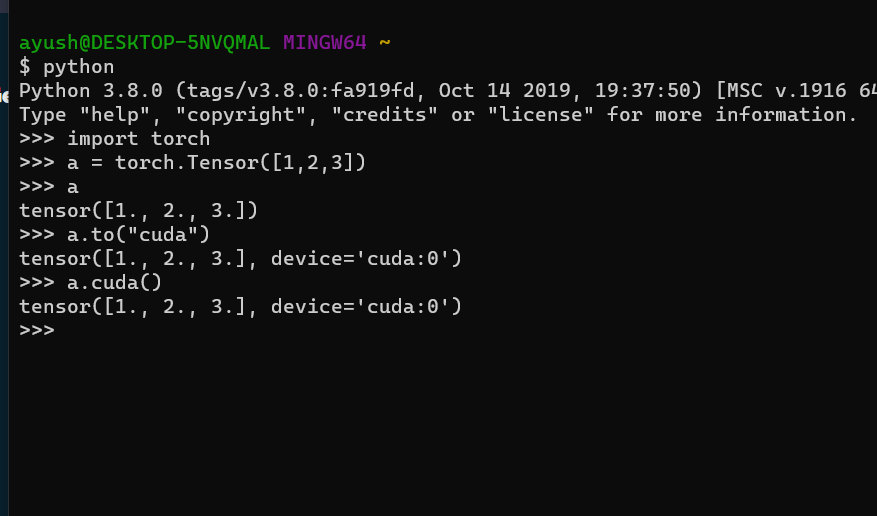 ayush@DESKTOP-5NVQMAL MINGW64 ~
$ python
Python 3.8.0 (tags/v3.8.0:fa919fd, Oct 14 2019, 19:37:50) [MSC v.1916 64
Type "help", "copyright", "credits" or "license" for more information.
>>> import torch
>>> a = torch.Tensor([1,2,3])
>>> a
tensor([1., 2., 3.])
>>> a.to("cuda")
tensor([1., 2., 3.], device='cuda:0')
>>> a.cuda()
tensor([1., 2., 3.], device='cuda:0')
>>>